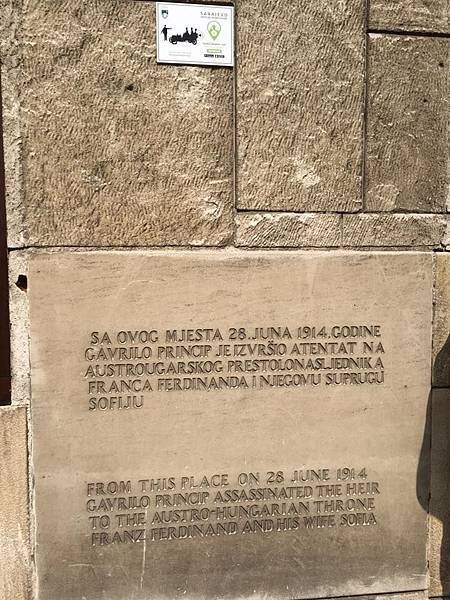 SARAJEVO
SA OVOG MJESTA 28. JUNA 1914. GODINE
GAVRILO PRINCIP JE IZVRŠIO ATENTAT NA
AUSTROUGARSKOG PRESTOLONASLJEDNIKA
FRANCA FERDINANDA I NJEGOVU SUPRUGU
SOFIJU
FROM THIS PLACE ON 28 JUNE 1914
GAVRILO PRINCIP ASSASSINATED THE HEIR
TO THE AUSTRO-HUNGARIAN THRONE
FRANZ FERDINAND AND HIS WIFE SOFIA